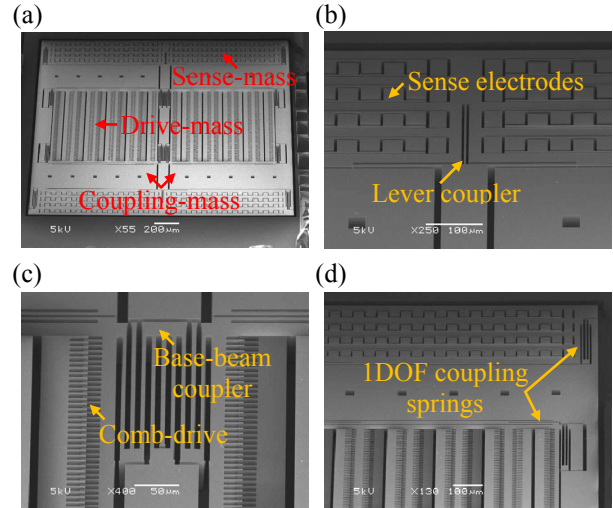 (a)
Sense-mass
Drive-mass
Coupling-mass
5kV X55 200µm
(b)
Sense electrodes
Lever coupler
5kV X250 100µm
(c)
Base-beam
coupler
Comb-drive
5kV X400 50µm
(d)
1DOF coupling
springs
5kV X130 100µm